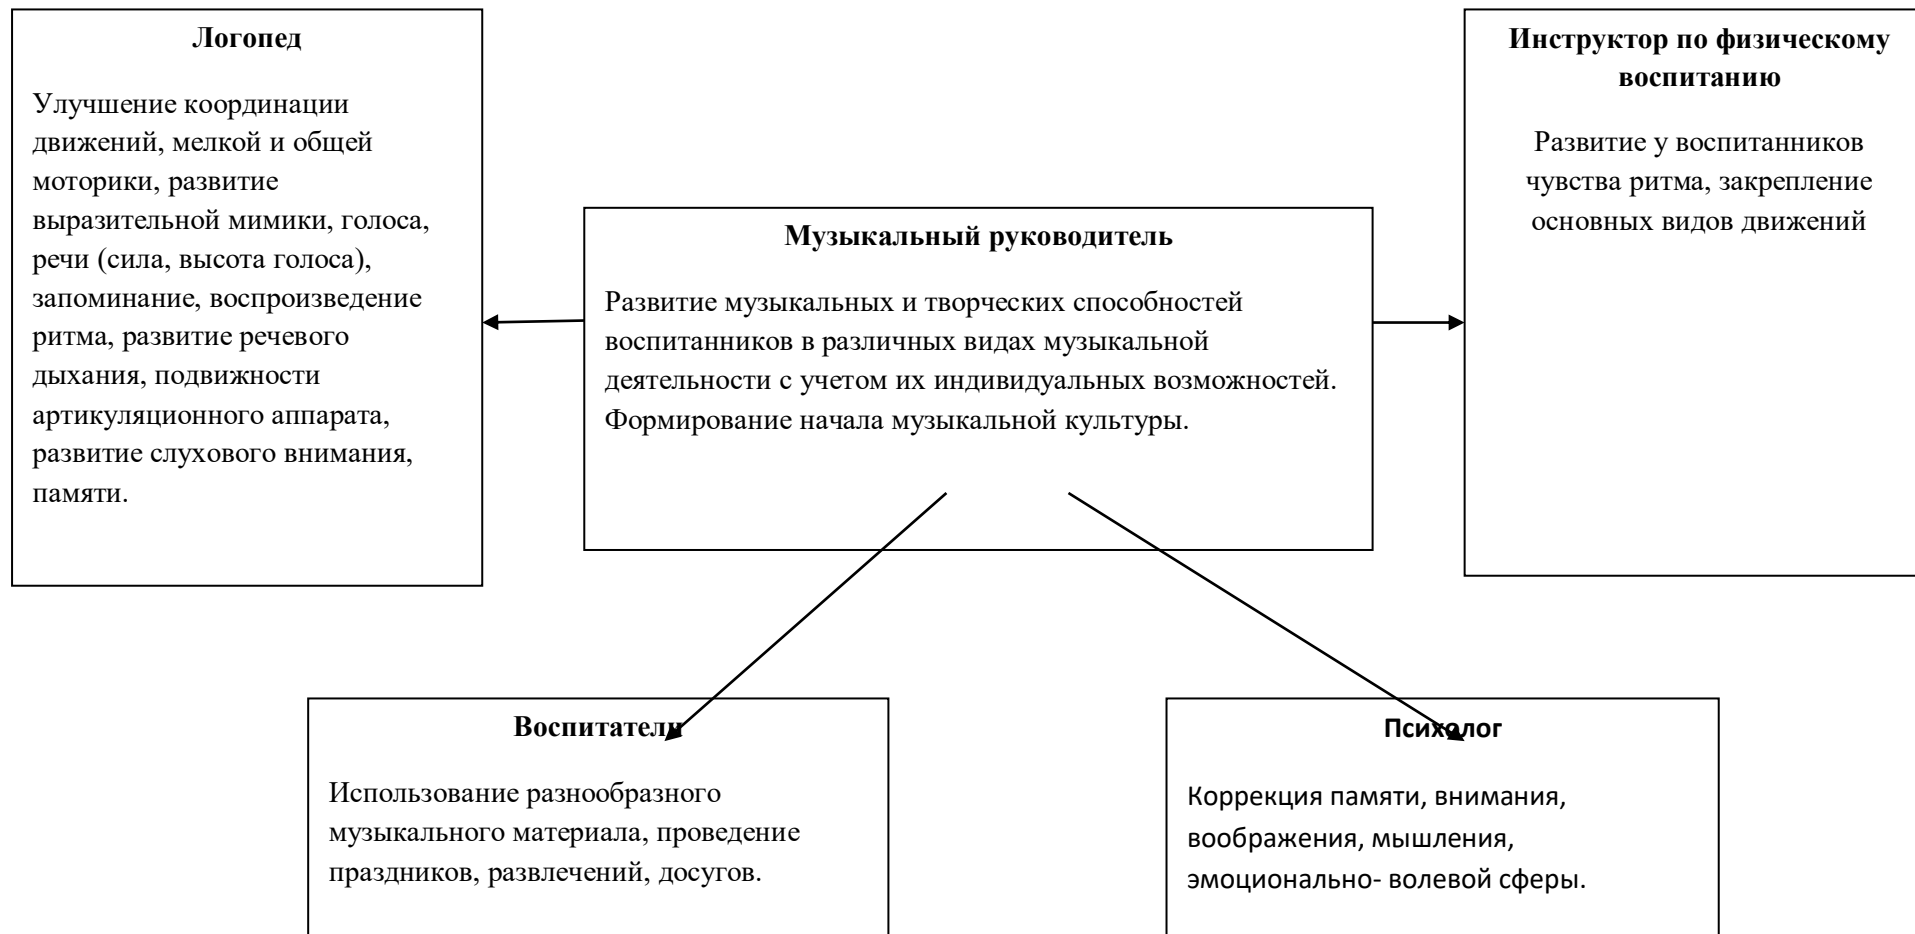 Логопед
Улучшение координации
движений, мелкой и общей
моторики, развитие
выразительной мимики, голоса,
речи (сила, высота голоса),
запоминание, воспроизведение
ритма, развитие речевого
дыхания, подвижности
артикуляционного аппарата,
развитие слухового внимания,
памяти.
Музыкальный руководитель
Развитие музыкальных и творческих способностей
воспитанников в различных видах музыкальной
деятельности с учетом их индивидуальных возможностей.
Формирование начала музыкальной культуры.
Инструктор по физическому
воспитанию
Развитие у воспитанников
чувства ритма, закрепление
основных видов движений
Воспитатели
Использование разнообразного
музыкального материала, проведение
праздников, развлечений, досугов.
Психолог
Коррекция памяти, внимания,
воображения, мышления,
эмоционально- волевой сферы.